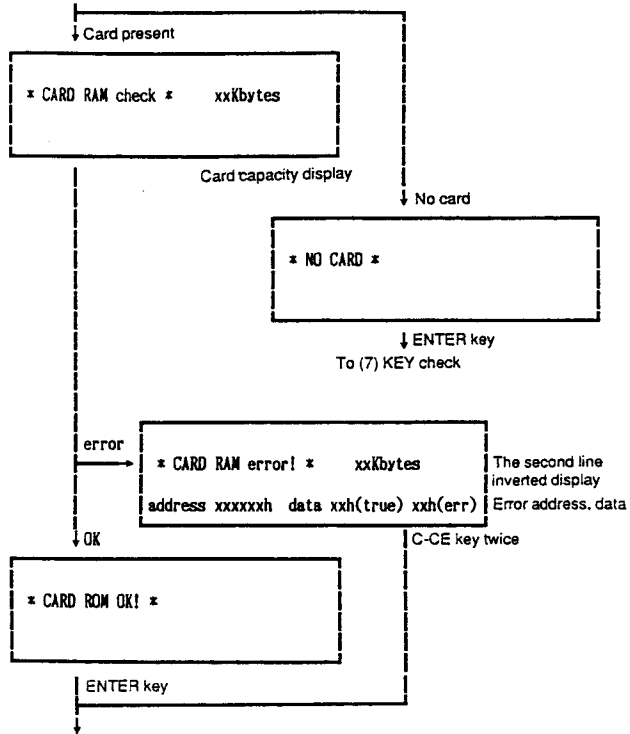 Card present
* CARD RAM check * xxKbytes
Card capacity display
No card
* NO CARD *
ENTER key
To (7) KEY check
error
* CARD RAM error! * xxKbytes
The second line
inverted display
address xxxxxxh data xxh(true) xxh(err)
Error address, data
OK
C-CE key twice
* CARD ROM OK! *
ENTER key